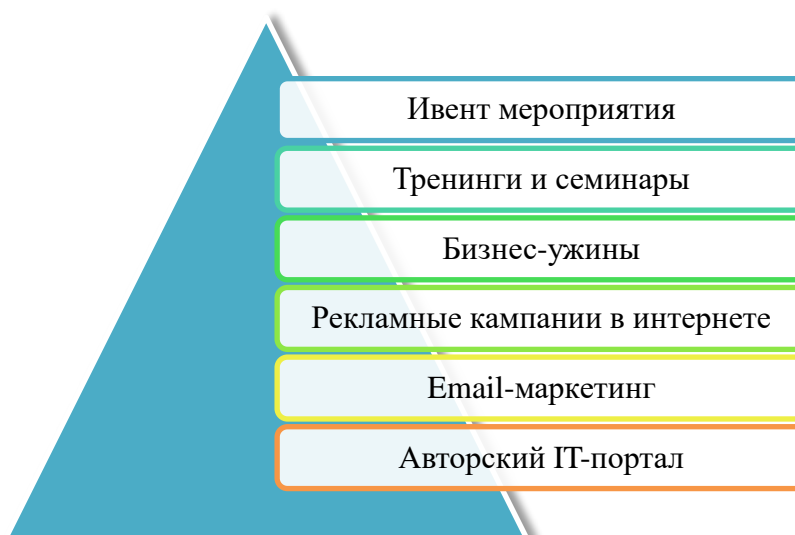 Ивент мероприятия
Тренинги и семинары
Бизнес-ужины
Рекламные кампании в интернете
Email-маркетинг
Авторский IT-портал